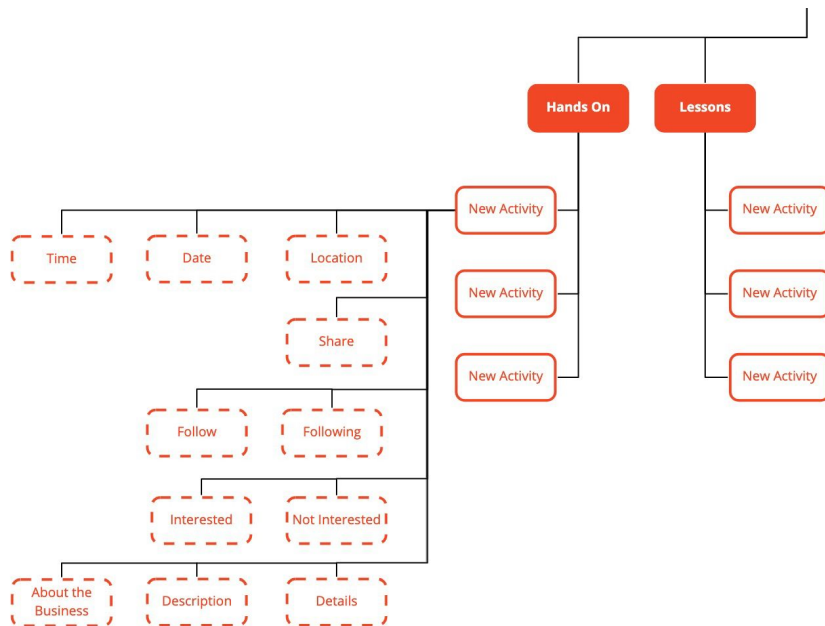 Hands On
Lessons
New Activity
New Activity
Time
Date
Location
New Activity
New Activity
Share
New Activity
New Activity
Follow
Following
Interested
Not Interested
About the
Business
Description
Details